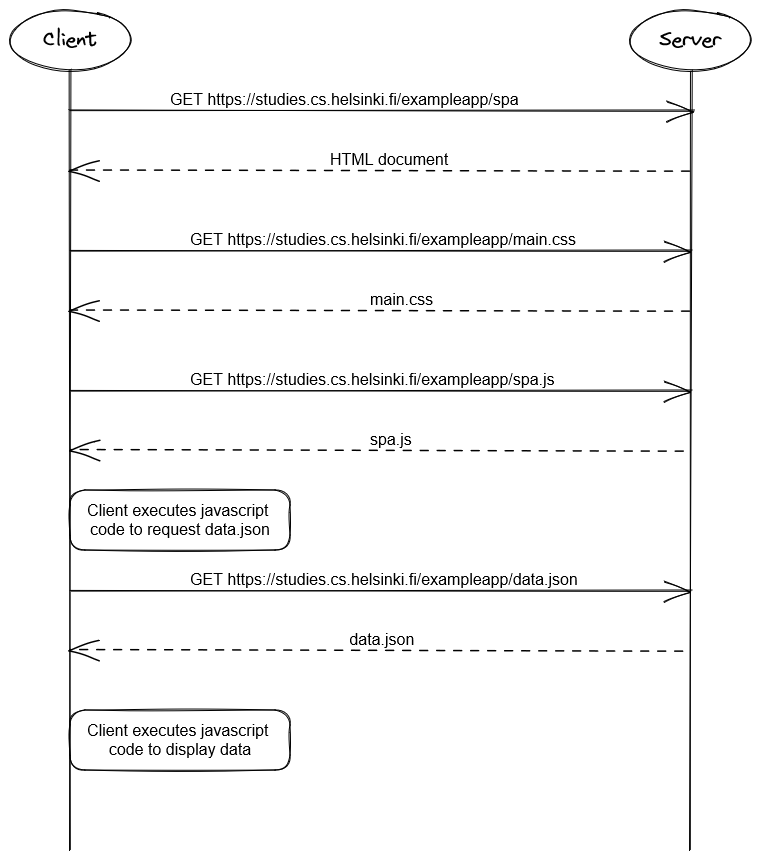 Client
Server
GET https://studies.cs.helsinki.fi/exampleapp/spa
HTML document
GET https://studies.cs.helsinki.fi/exampleapp/main.css
main.css
GET https://studies.cs.helsinki.fi/exampleapp/spa.js
spa.js
Client executes javascript
code to request data.json
GET https://studies.cs.helsinki.fi/exampleapp/data.json
data.json
Client executes javascript
code to display data